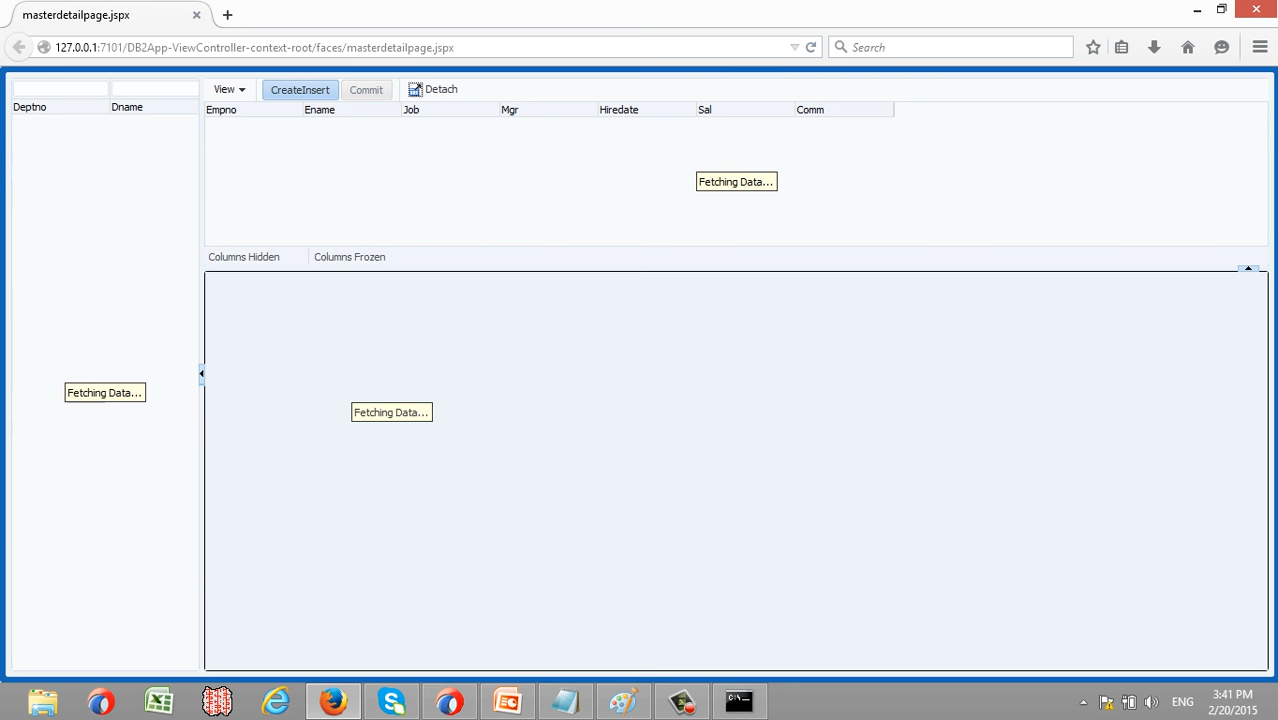 masterdetailpage.jspx
127.0.0.1:7101/DB2App-ViewController-context-root/faces/masterdetailpage.jspx
Search
View CreateInsert Commit Detach
Deptno Dname
Empno Ename Job Mgr Hiredate Sal Comm
Fetching Data...
Columns Hidden Columns Frozen
Fetching Data...
Fetching Data...
ENG
3:41 PM
2/20/2015